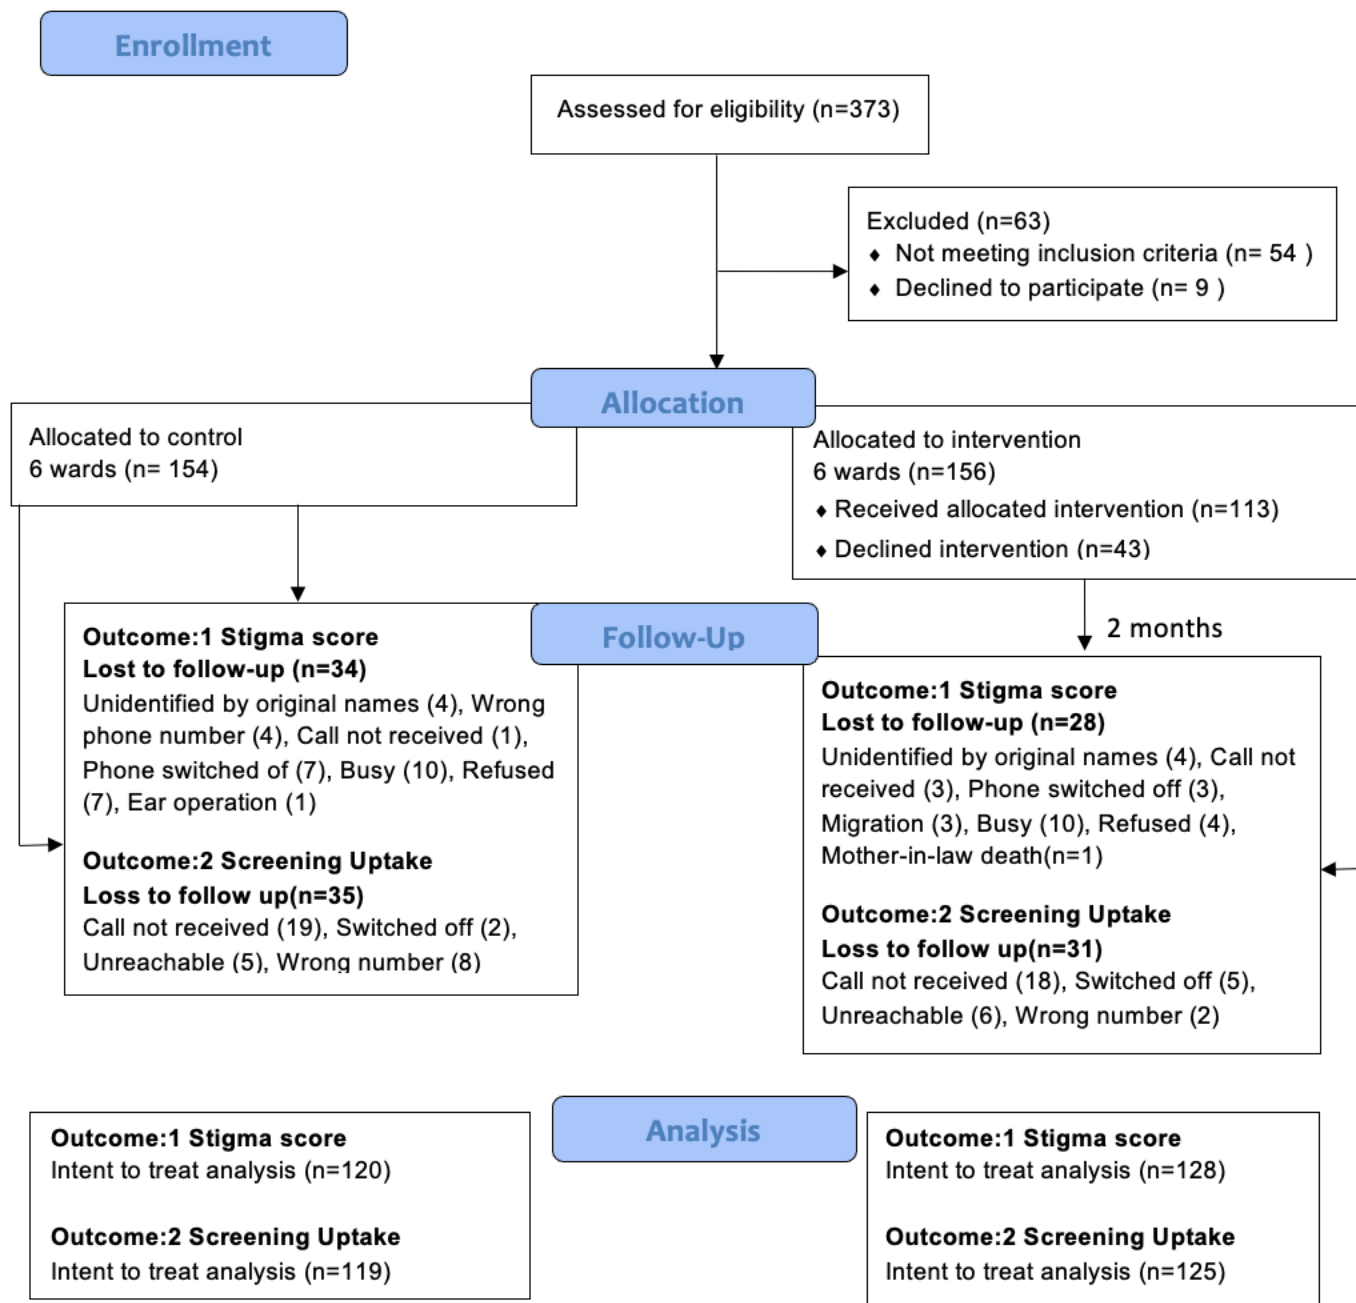 Enrollment
Assessed for eligibility (n=373)
Excluded (n=63)
♦ Not meeting inclusion criteria (n= 54 )
♦ Declined to participate (n= 9 )
Allocation
Allocated to control
6 wards (n= 154)
Allocated to intervention
6 wards (n=156)
♦ Received allocated intervention (n=113)
♦ Declined intervention (n=43)
Follow-Up
2 months
Outcome:1 Stigma score
Lost to follow-up (n=34)
Unidentified by original names (4), Wrong
phone number (4), Call not received (1),
Phone switched of (7), Busy (10), Refused
(7), Ear operation (1)
Outcome:2 Screening Uptake
Loss to follow up(n=35)
Call not received (19), Switched off (2),
Unreachable (5), Wrong number (8)
Outcome:1 Stigma score
Lost to follow-up (n=28)
Unidentified by original names (4), Call not
received (3), Phone switched off (3),
Migration (3), Busy (10), Refused (4),
Mother-in-law death(n=1)
Outcome:2 Screening Uptake
Loss to follow up(n=31)
Call not received (18), Switched off (5),
Unreachable (6), Wrong number (2)
Analysis
Outcome:1 Stigma score
Intent to treat analysis (n=120)
Outcome:2 Screening Uptake
Intent to treat analysis (n=119)
Outcome:1 Stigma score
Intent to treat analysis (n=128)
Outcome:2 Screening Uptake
Intent to treat analysis (n=125)